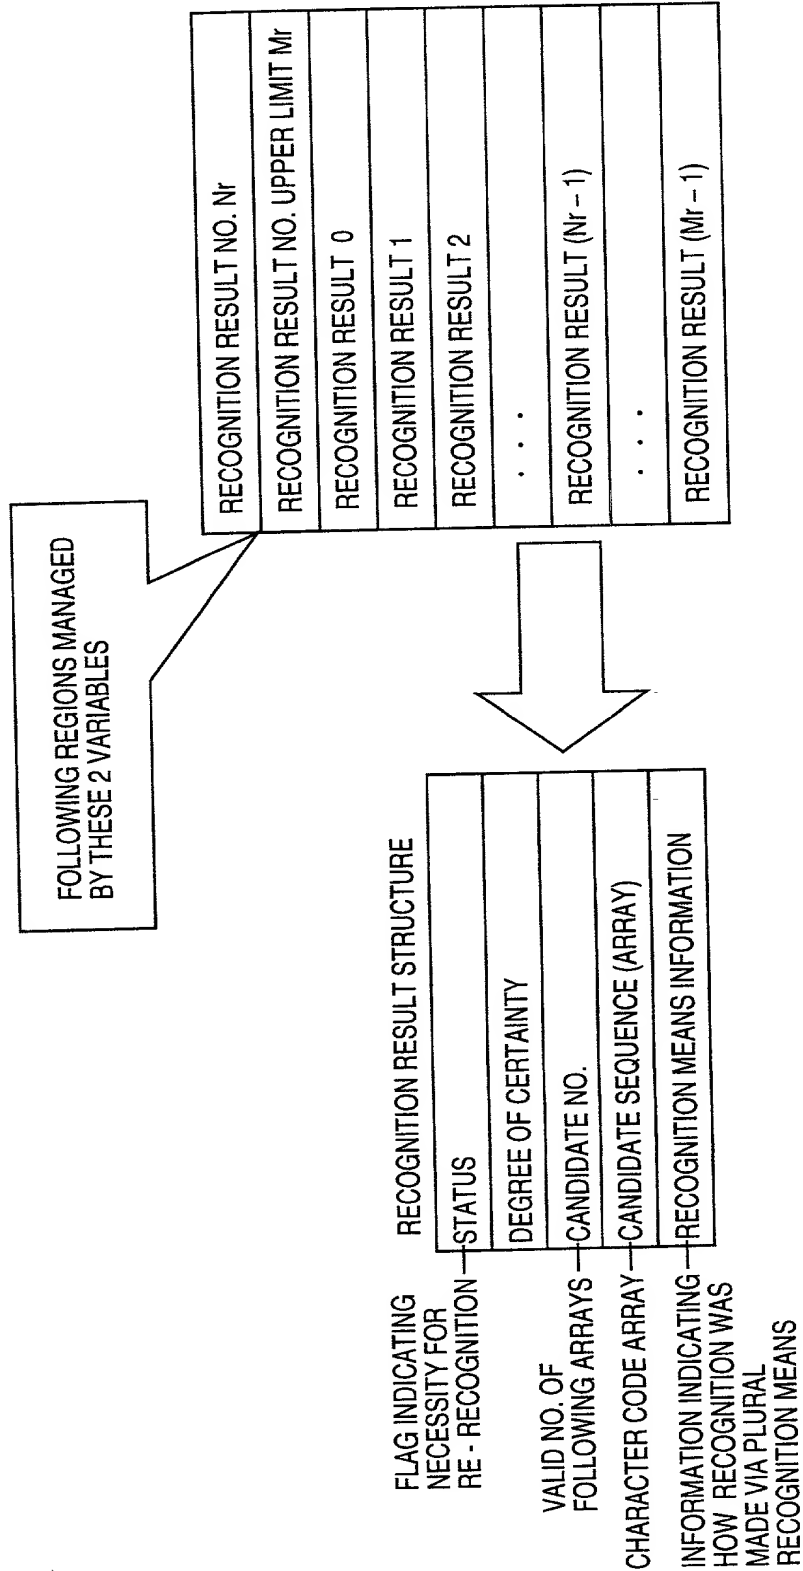 FOLLOWING REGIONS MANAGED
BY THESE 2 VARIABLES
RECOGNITION RESULT NO. Nr
RECOGNITION RESULT NO. UPPER LIMIT Mr
RECOGNITION RESULT 0
RECOGNITION RESULT 1
RECOGNITION RESULT 2
. . .
RECOGNITION RESULT (Nr – 1)
. . .
RECOGNITION RESULT (Mr – 1)
RECOGNITION RESULT STRUCTURE
STATUS
DEGREE OF CERTAINTY
CANDIDATE NO.
CANDIDATE SEQUENCE (ARRAY)
RECOGNITION MEANS INFORMATION
FLAG INDICATING
NECESSITY FOR
RE - RECOGNITION
VALID NO. OF
FOLLOWING ARRAYS
CHARACTER CODE ARRAY
INFORMATION INDICATING
HOW RECOGNITION WAS
MADE VIA PLURAL
RECOGNITION MEANS